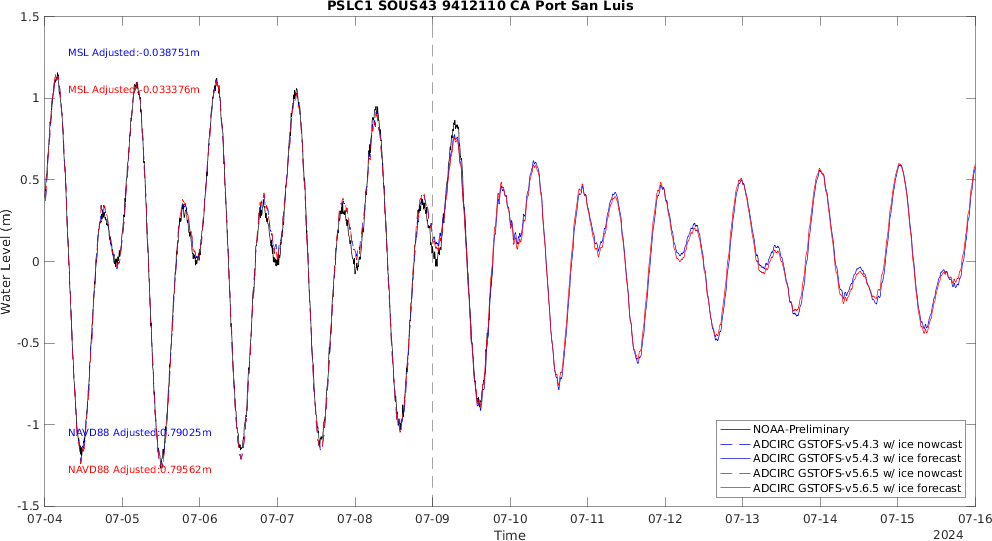 PSLC1 SOUS43 9412110 CA Port San Luis
1.5
MSL Adjusted:-0.038751m
1
MSL Adjusted:-0.033376m
0.5
0
Water Level (m)
-0.5
-1
NAVD88 Adjusted:0.79025m
NAVD88 Adjusted:0.79562m
-1.5
NOAA-Preliminary
ADCIRC GSTOFS-v5.4.3 w/ ice nowcast
ADCIRC GSTOFS-v5.4.3 w/ ice forecast
ADCIRC GSTOFS-v5.6.5 w/ ice nowcast
ADCIRC GSTOFS-v5.6.5 w/ ice forecast
07-04 07-05 07-06 07-07 07-08 07-09 07-10 07-11 07-12 07-13 07-14 07-15 07-16
Time
2024